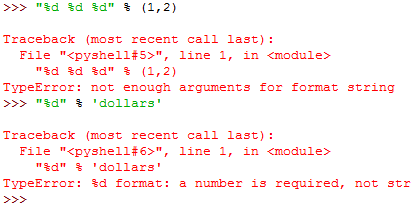 >>> "%d %d %d" % (1,2)
Traceback (most recent call last):
  File "<pyshell#5>", line 1, in <module>
    "%d %d %d" % (1,2)
TypeError: not enough arguments for format string
>>> "%d" % 'dollars'
Traceback (most recent call last):
  File "<pyshell#6>", line 1, in <module>
    "%d" % 'dollars'
TypeError: %d format: a number is required, not str
>>>